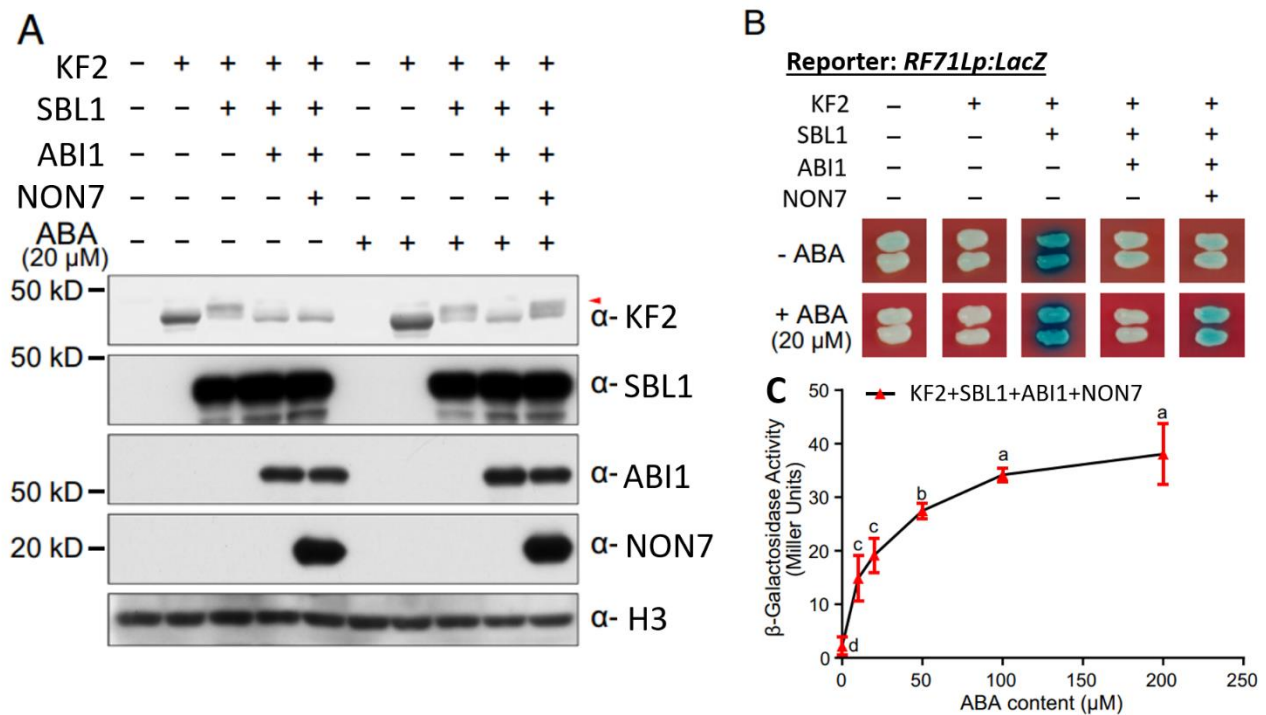 A
KF2 – + + + + – + + + +
SBL1 – – + + + – – + + +
ABI1 – – – + + – – – + +
NON7 – – – – + – – – – +
ABA (20 µM) – – – – – + + + + +
50 kD
α- KF2
50 kD
α- SBL1
50 kD
α- ABI1
20 kD
α- NON7
α- H3
B
Reporter: RF71Lp:LacZ
KF2 – + + + +
SBL1 – – + + +
ABI1 – – – + +
NON7 – – – – +
- ABA
+ ABA
(20 µM)
C
KF2+SBL1+ABI1+NON7
β-Galactosidase Activity
(Miller Units)
50
40
30
20
10
0
d
c
c
b
a
a
0 50 100 150 200 250
ABA content (µM)